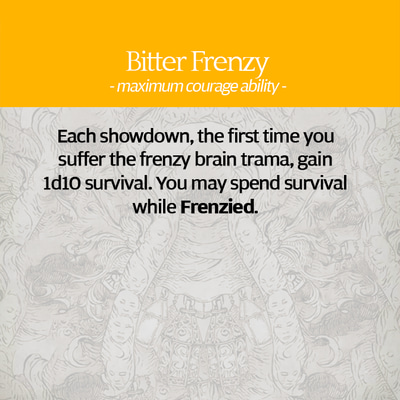 Bitter Frenzy
- maximum courage ability -
Each showdown, the first time you
suffer the frenzy brain trama, gain
1d10 survival. You may spend survival
while Frenzied.